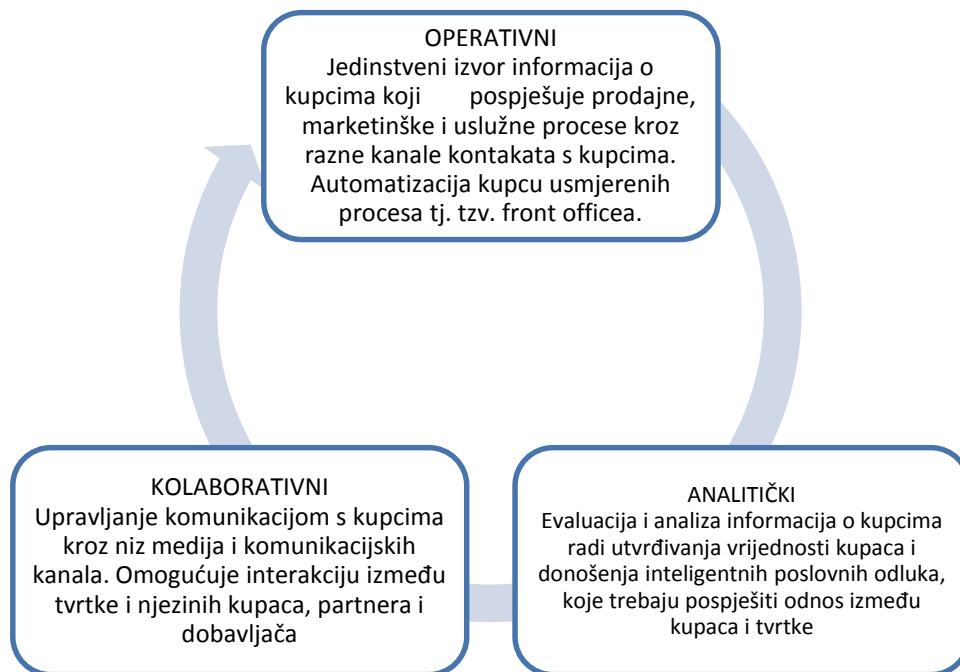 OPERATIVNI
Jedinstveni izvor informacija o
kupcima koji pospješuje prodajne,
marketinške i uslužne procese kroz
razne kanale kontakata s kupcima.
Automatizacija kupcu usmjerenih
procesa tj. tzv. front officea.
KOLABORATIVNI
Upravljanje komunikacijom s kupcima
kroz niz medija i komunikacijskih
kanala. Omogućuje interakciju između
tvrtke i njezinih kupaca, partnera i
dobavljača
ANALITIČKI
Evaluacija i analiza informacija o kupcima
radi utvrđivanja vrijednosti kupaca i
donošenja inteligentnih poslovnih odluka,
koje trebaju pospješiti odnos između
kupaca i tvrtke